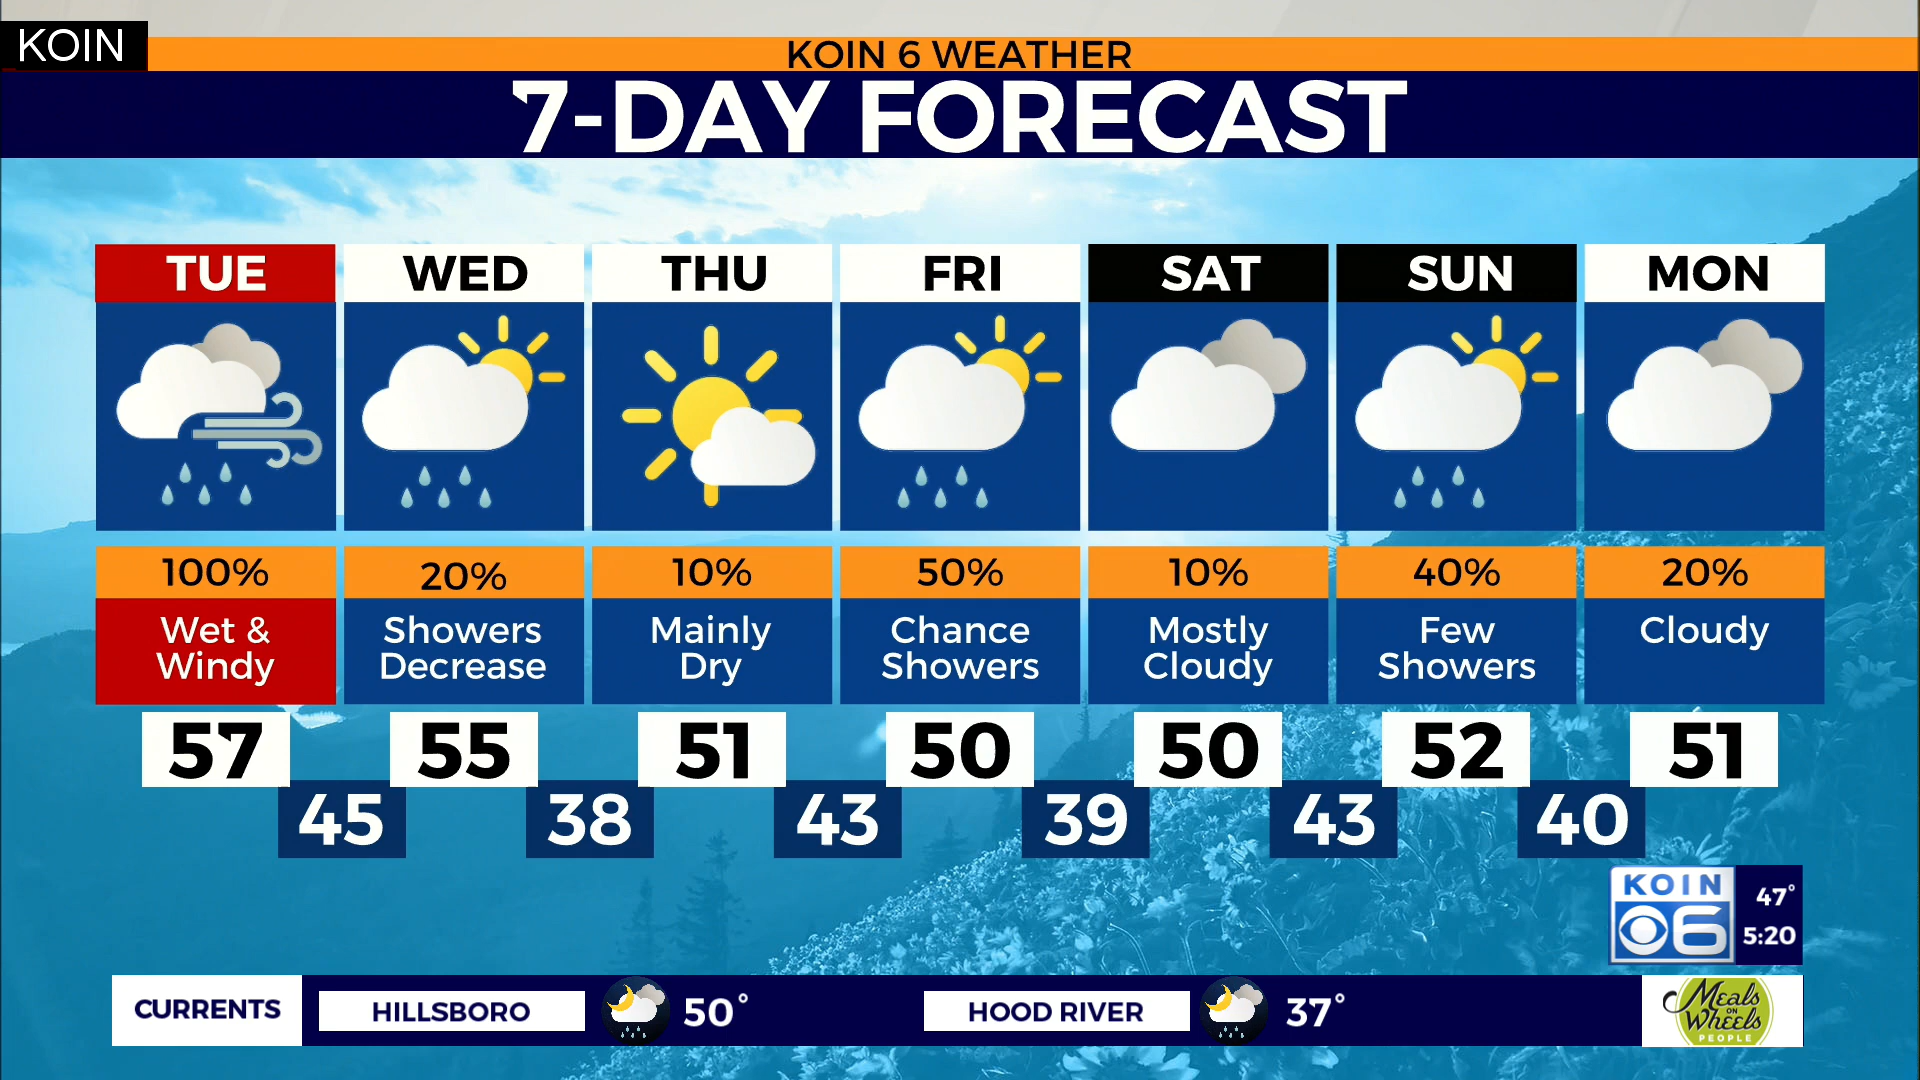 KOIN
KOIN 6 WEATHER
7-DAY FORECAST
TUE WED THU FRI SAT SUN MON
100% 20% 10% 50% 10% 40% 20%
Wet &
Windy
Showers
Decrease
Mainly
Dry
Chance
Showers
Mostly
Cloudy
Few
Showers
Cloudy
57 55 51 50 50 52 51
45 38 43 39 43 40
KOIN
6
47°
5:20
CURRENTS HILLSBORO 50° HOOD RIVER 37°
Meals
ON
Wheels
PEOPLE